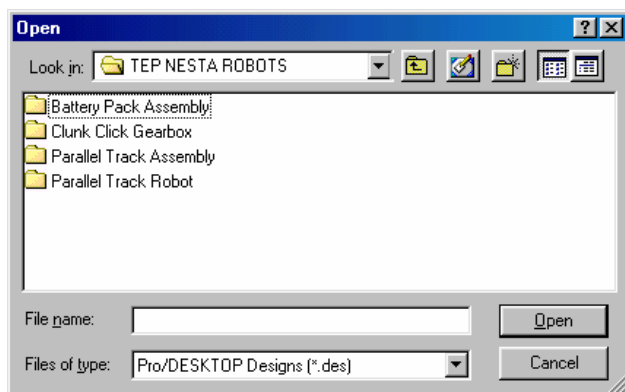 Open
Look in: TEP NESTA ROBOTS
Battery Pack Assembly
Clunk Click Gearbox
Parallel Track Assembly
Parallel Track Robot
File name: Open
Files of type: Pro/DESKTOP Designs (*.des) Cancel